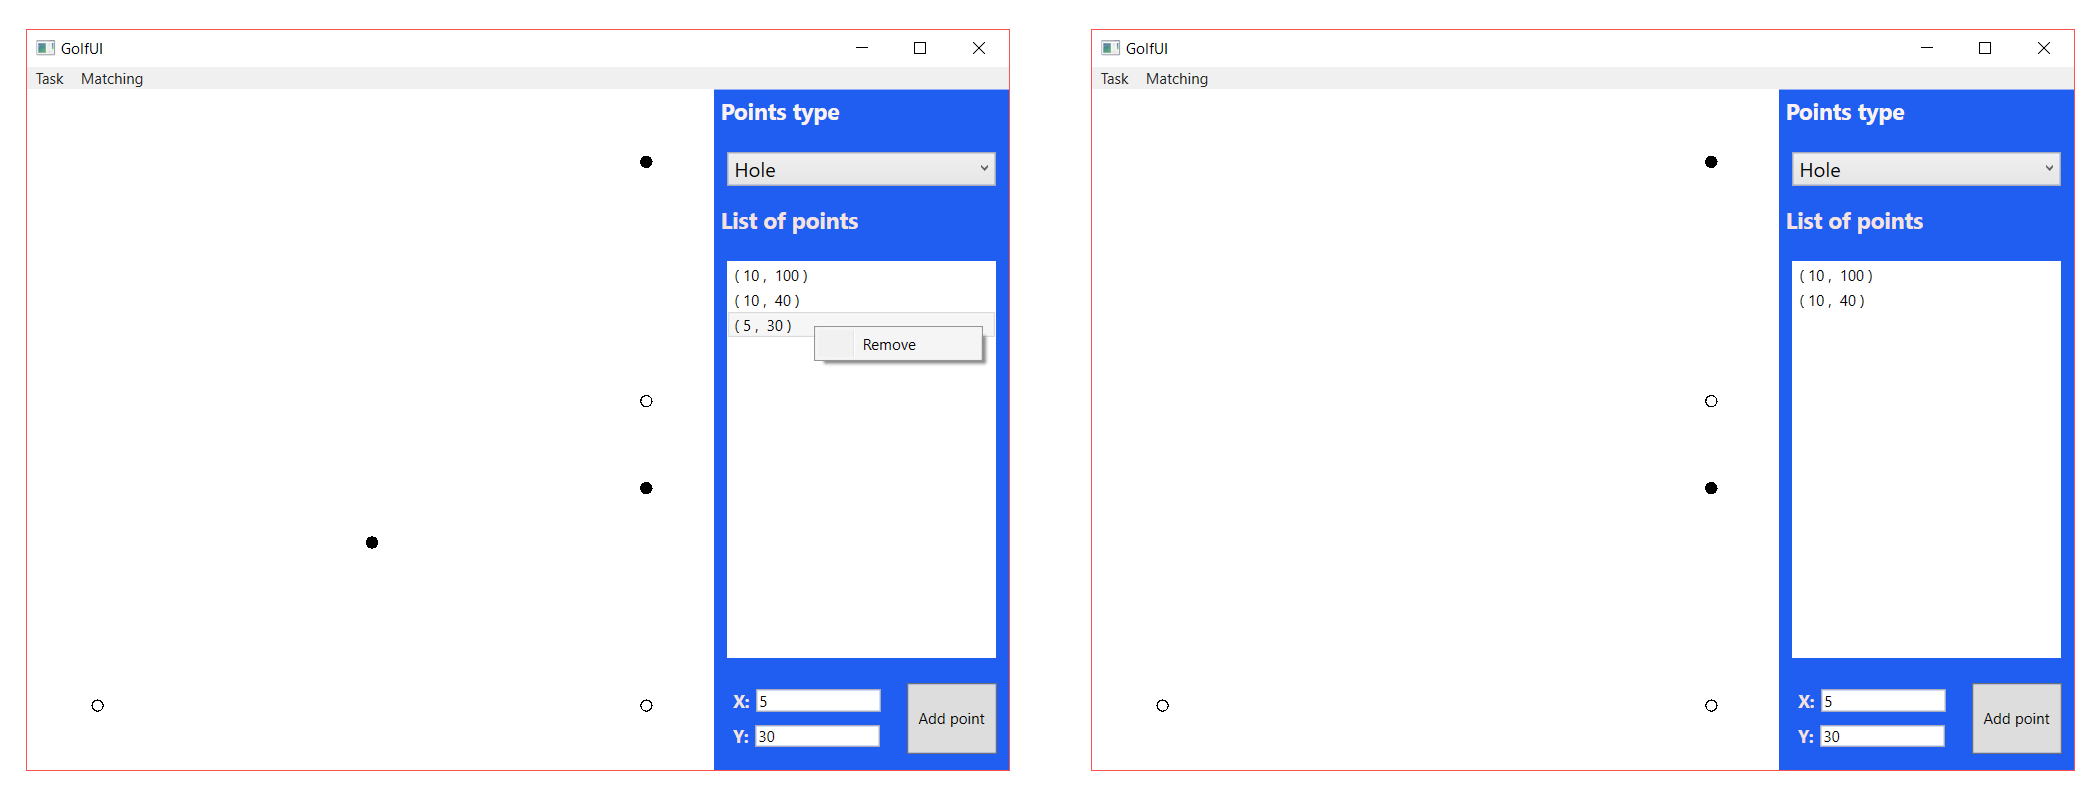 GolfUI
Task Matching
Points type
Hole
List of points
( 10 , 100 )
( 10 , 40 )
( 5 , 30 )
Remove
X: 5
Y: 30
Add point
GolfUI
Task Matching
Points type
Hole
List of points
( 10 , 100 )
( 10 , 40 )
X: 5
Y: 30
Add point